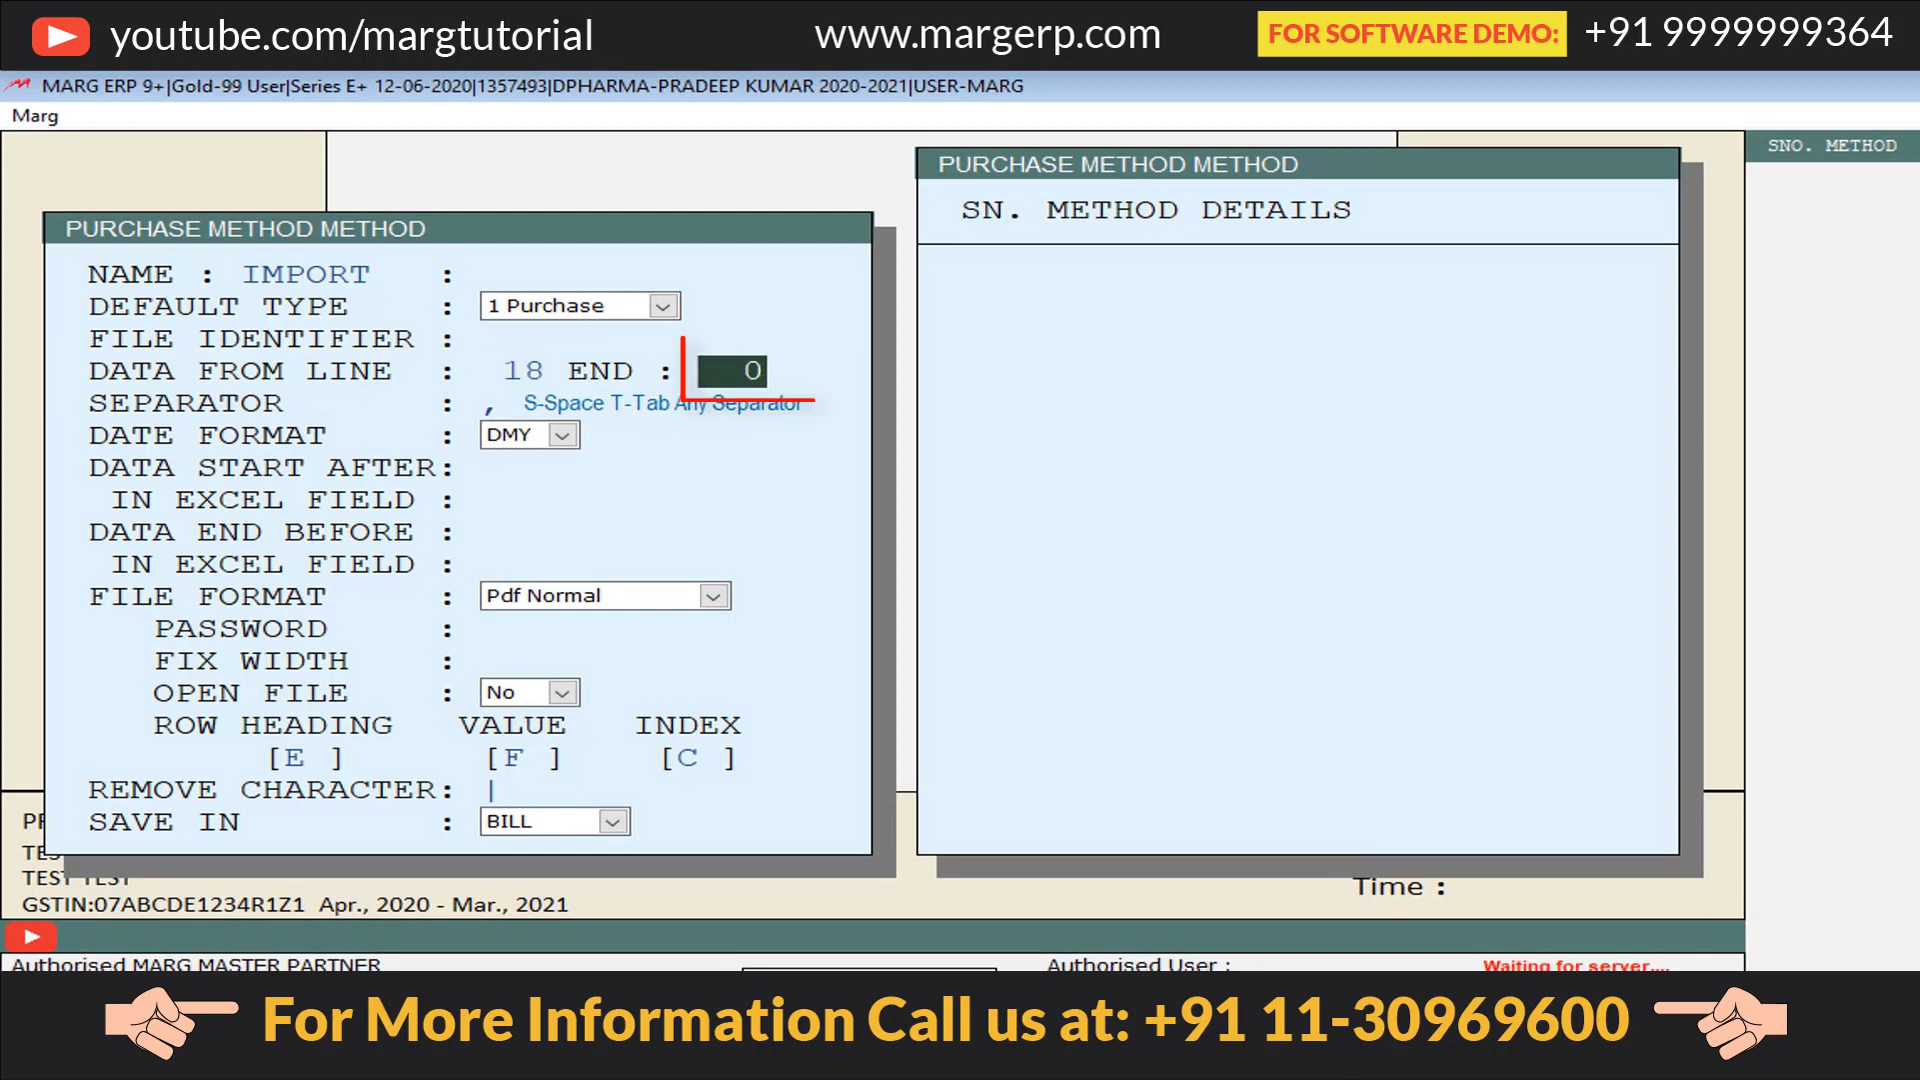 youtube.com/margtutorial
www.margerp.com
FOR SOFTWARE DEMO: +91 9999999364
MARG ERP 9+|Gold-99 User|Series E+ 12-06-2020|1357493|DPHARMA-PRADEEP KUMAR 2020-2021|USER-MARG
Marg
SNO. METHOD
PURCHASE METHOD METHOD
SN. METHOD DETAILS
PURCHASE METHOD METHOD
NAME : IMPORT :
DEFAULT TYPE : 1 Purchase
FILE IDENTIFIER :
DATA FROM LINE : 18 END : 0
SEPARATOR : , S-Space T-Tab Any Separator
DATE FORMAT : DMY
DATA START AFTER:
IN EXCEL FIELD :
DATA END BEFORE :
IN EXCEL FIELD :
FILE FORMAT : Pdf Normal
PASSWORD :
FIX WIDTH :
OPEN FILE : No
ROW HEADING VALUE INDEX
[E ] [F ] [C ]
REMOVE CHARACTER: |
SAVE IN : BILL
TEST TEST
GSTIN:07ABCDE1234R1Z1 Apr., 2020 - Mar., 2021
Time :
Authorised MARG MASTER PARTNER
Authorised User :
Waiting for server....
For More Information Call us at: +91 11-30969600